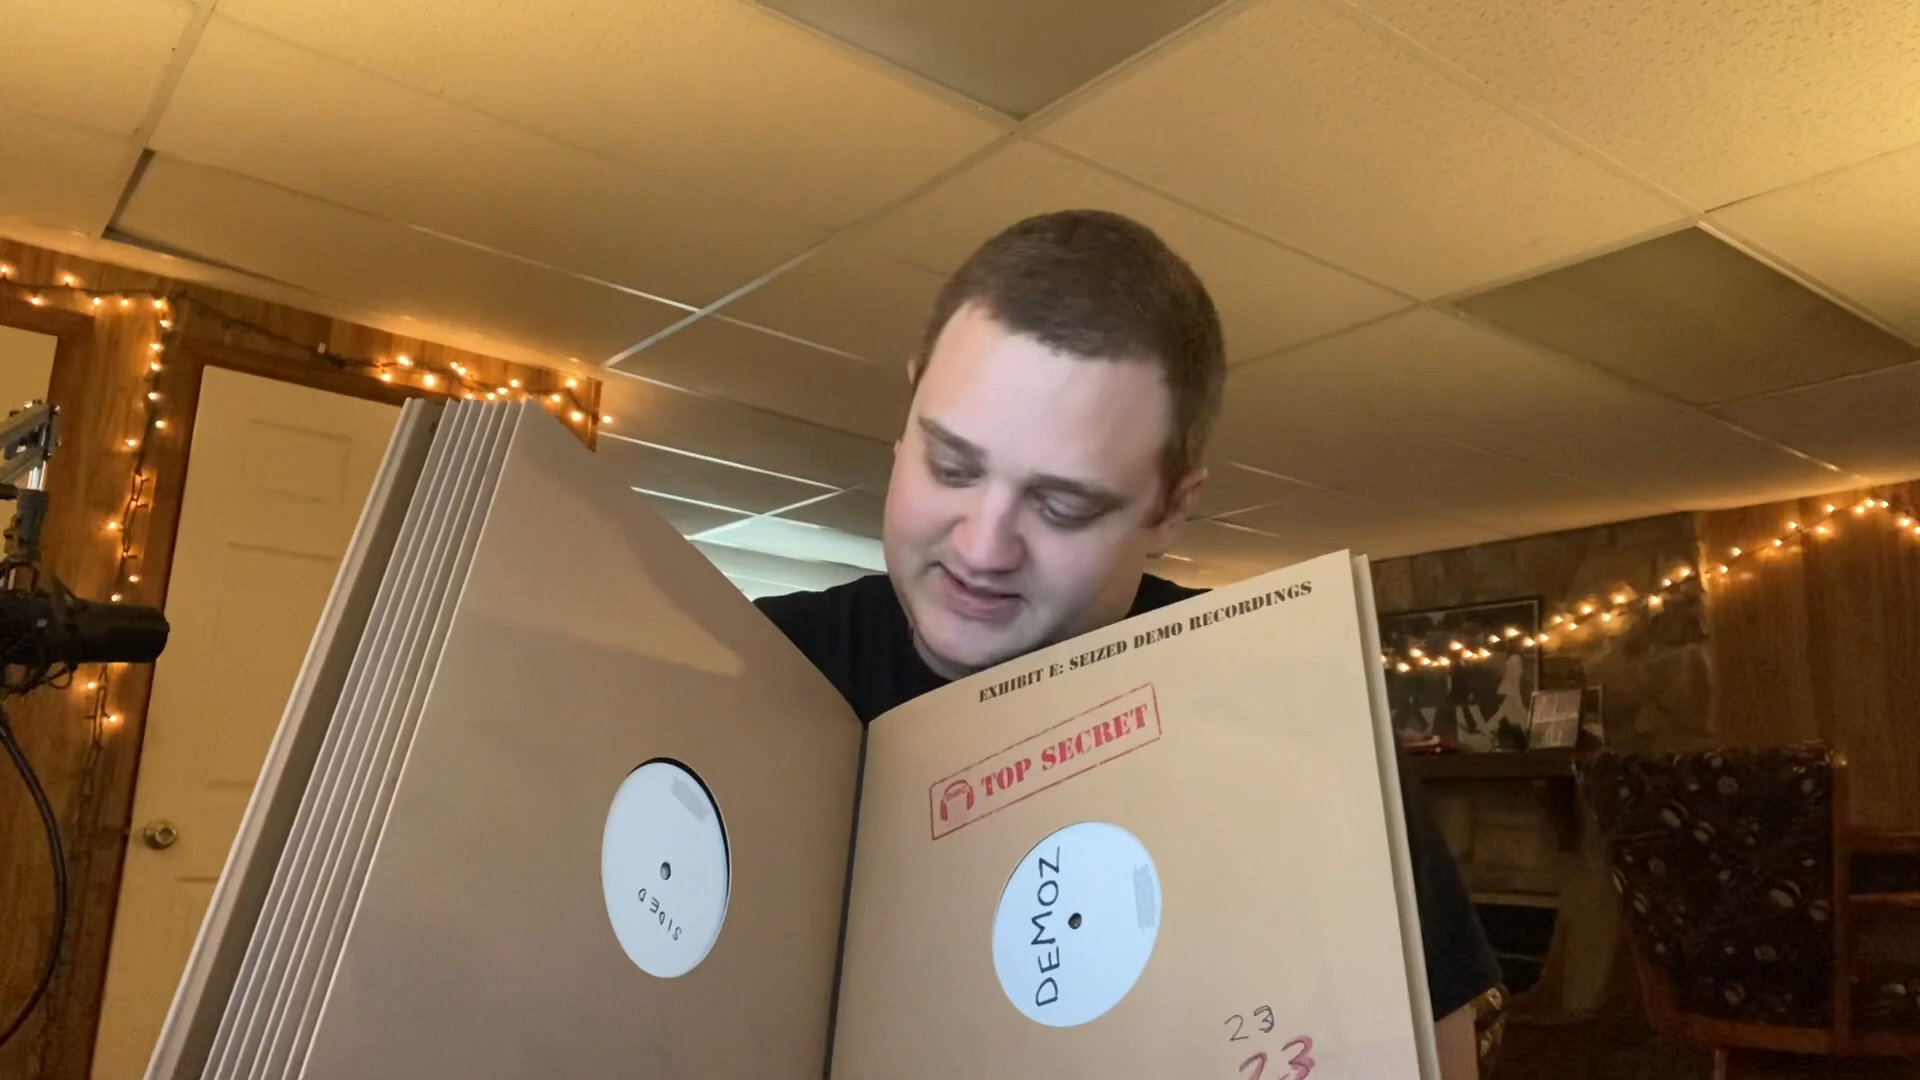 SIDE D
EXHIBIT E: SEIZED DEMO RECORDINGS
TOP SECRET
DEMOZ
23
23